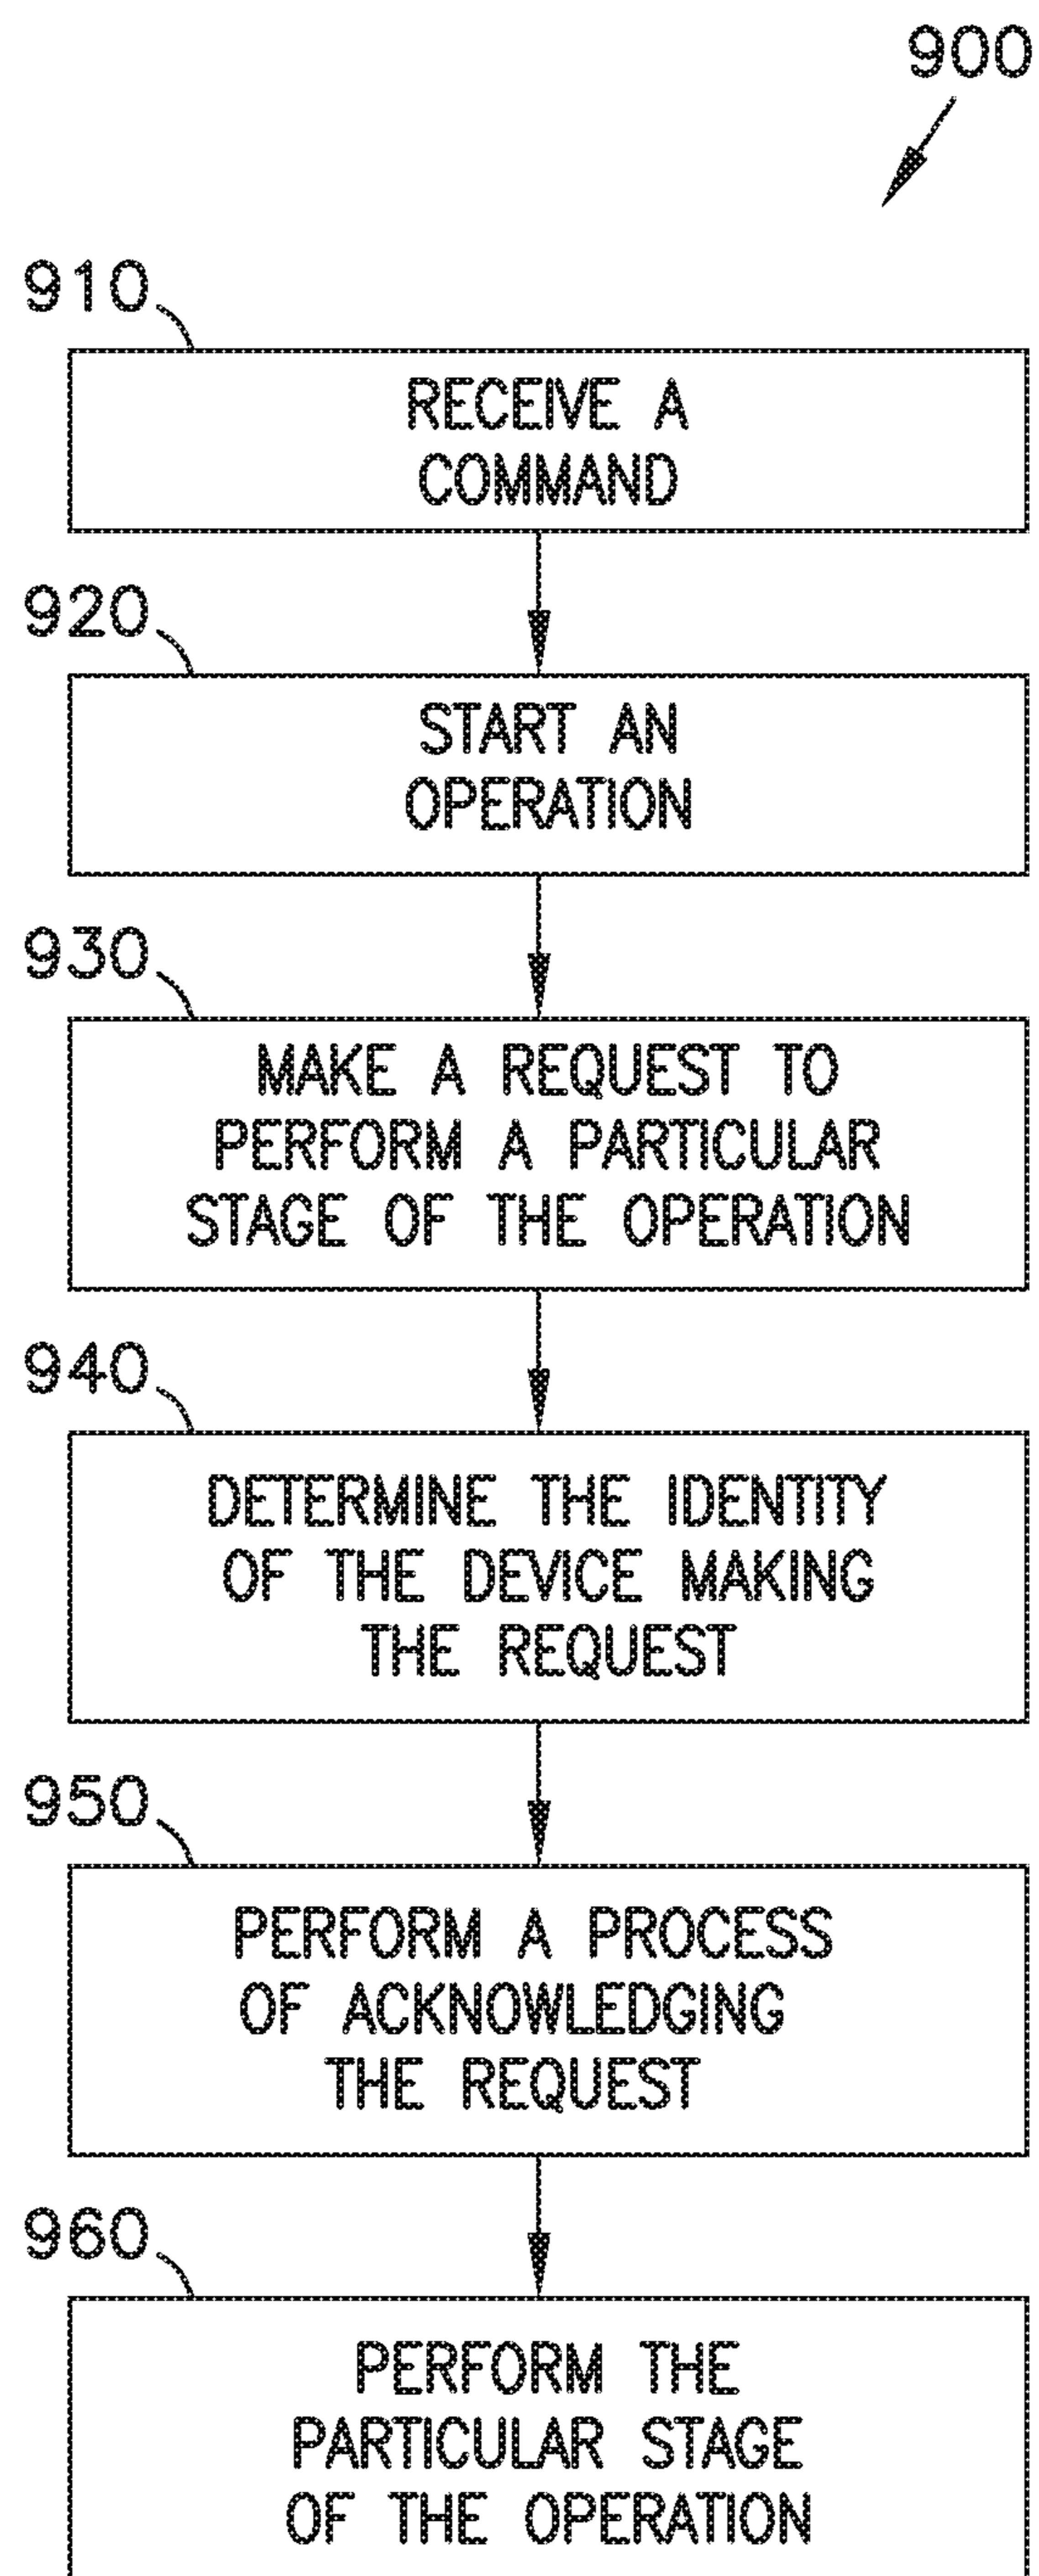 900
910
RECEIVE A
COMMAND
920
START AN
OPERATION
930
MAKE A REQUEST TO
PERFORM A PARTICULAR
STAGE OF THE OPERATION
940
DETERMINE THE IDENTITY
OF THE DEVICE MAKING
THE REQUEST
950
PERFORM A PROCESS
OF ACKNOWLEDGING
THE REQUEST
960
PERFORM THE
PARTICULAR STAGE
OF THE OPERATION